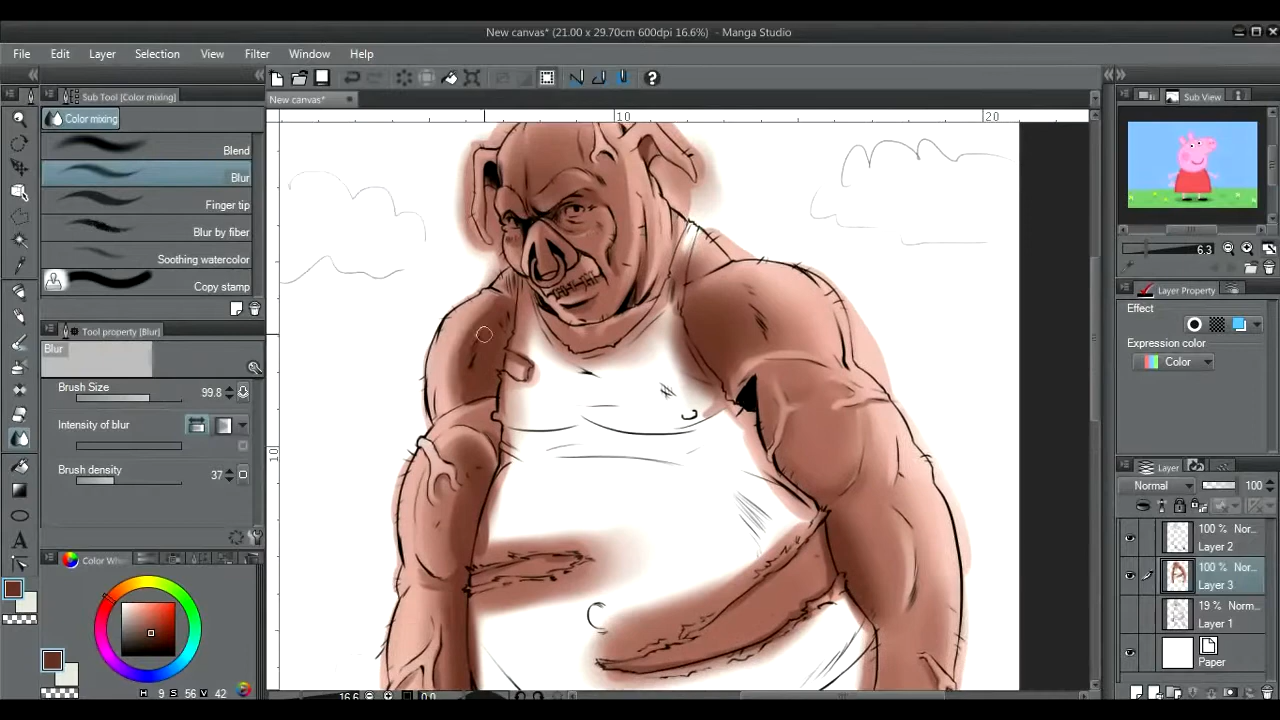 New canvas* (21.00 x 29.70cm 600dpi 16.6%) - Manga Studio
File Edit Layer Selection View Filter Window Help
Sub Tool [Color mixing]
Color mixing
Blend
Blur
Finger tip
Blur by fiber
Soothing watercolor
Copy stamp
Tool property [Blur]
Blur
Brush Size 99.8
Intensity of blur
Brush density 37
Color Whe
H 9 S 56 V 42
New canvas*
10 20
10
16.6
0.0
Sub View
6.3
Layer Property
Effect
Expression color
Color
Layer
Normal 100
100 % Nor...
Layer 2
100 % Nor...
Layer 3
19 % Norm...
Layer 1
Paper